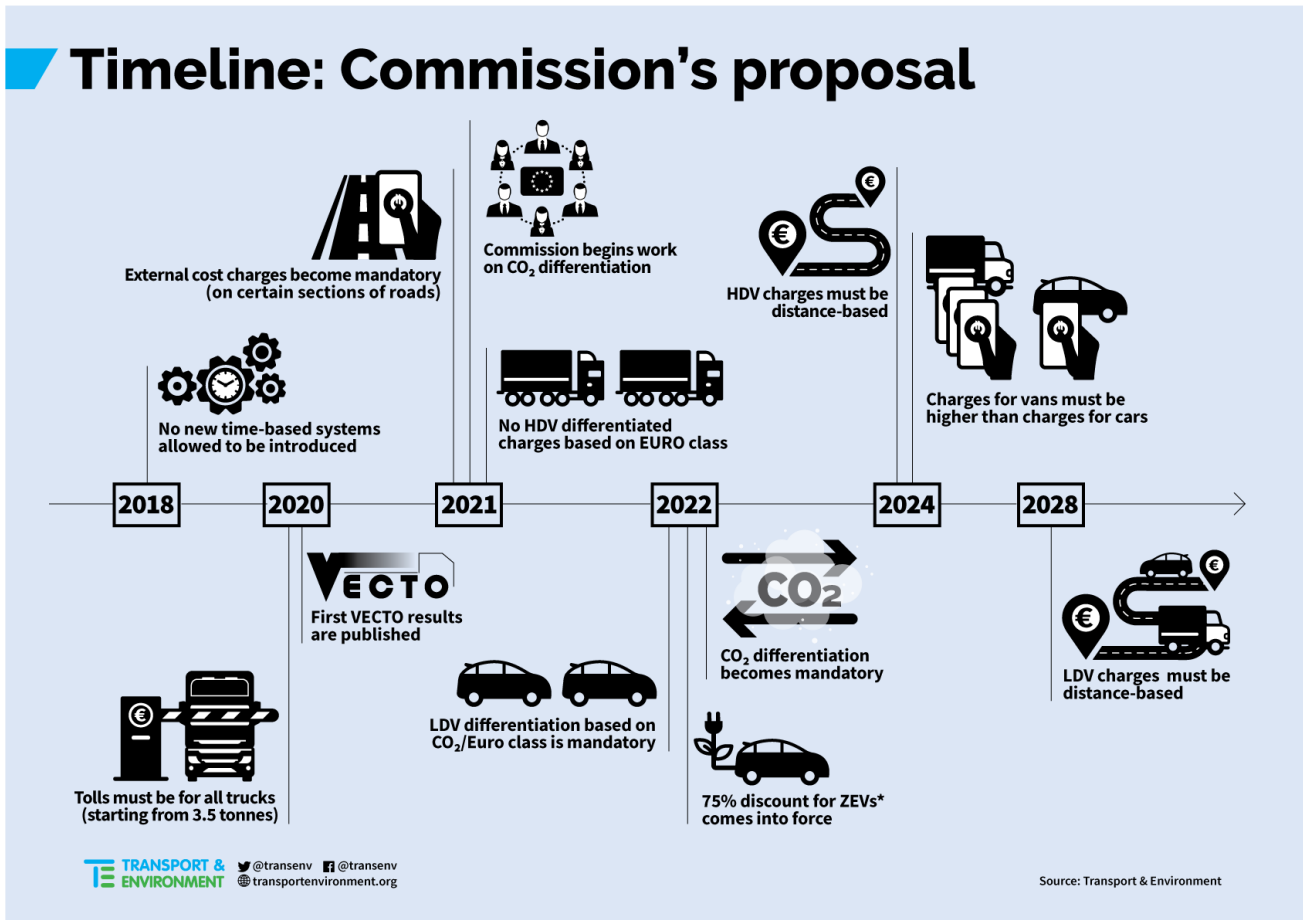 Timeline: Commission's proposal
External cost charges become mandatory
(on certain sections of roads)
Commission begins work
on CO₂ differentiation
€
€
HDV charges must be
distance-based
No new time-based systems
allowed to be introduced
No HDV differentiated
charges based on EURO class
Charges for vans must be
higher than charges for cars
2018
2020
2021
2022
2024
2028
VECTO
First VECTO results
are published
CO2
CO₂ differentiation
becomes mandatory
€
€
LDV charges must be
distance-based
€
Tolls must be for all trucks
(starting from 3.5 tonnes)
LDV differentiation based on
CO₂/Euro class is mandatory
75% discount for ZEVs*
comes into force
TE TRANSPORT &
ENVIRONMENT
@transenv @transenv
transportenvironment.org
Source: Transport & Environment